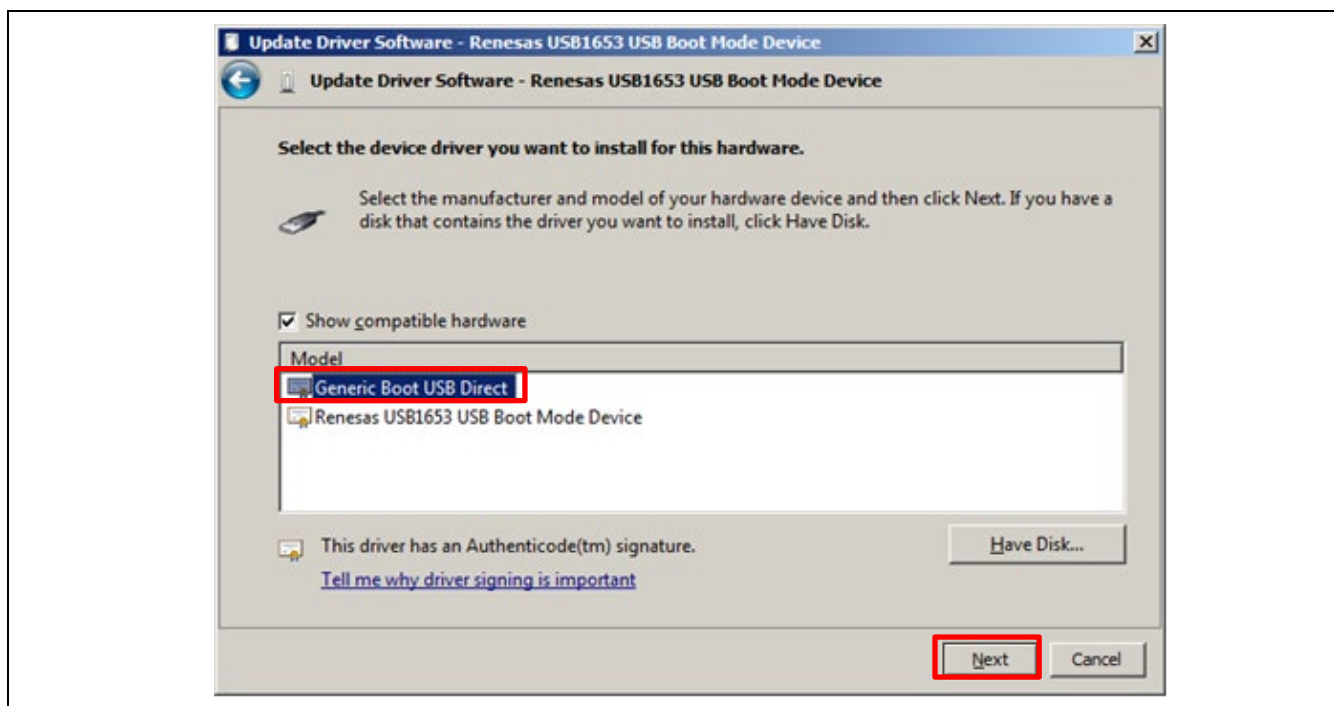 Update Driver Software - Renesas USB1653 USB Boot Mode Device
Update Driver Software - Renesas USB1653 USB Boot Mode Device
Select the device driver you want to install for this hardware.
Select the manufacturer and model of your hardware device and then click Next. If you have a
disk that contains the driver you want to install, click Have Disk.
Show compatible hardware
Model
Generic Boot USB Direct
Renesas USB1653 USB Boot Mode Device
This driver has an Authenticode(tm) signature.
Have Disk...
Tell me why driver signing is important
Next
Cancel